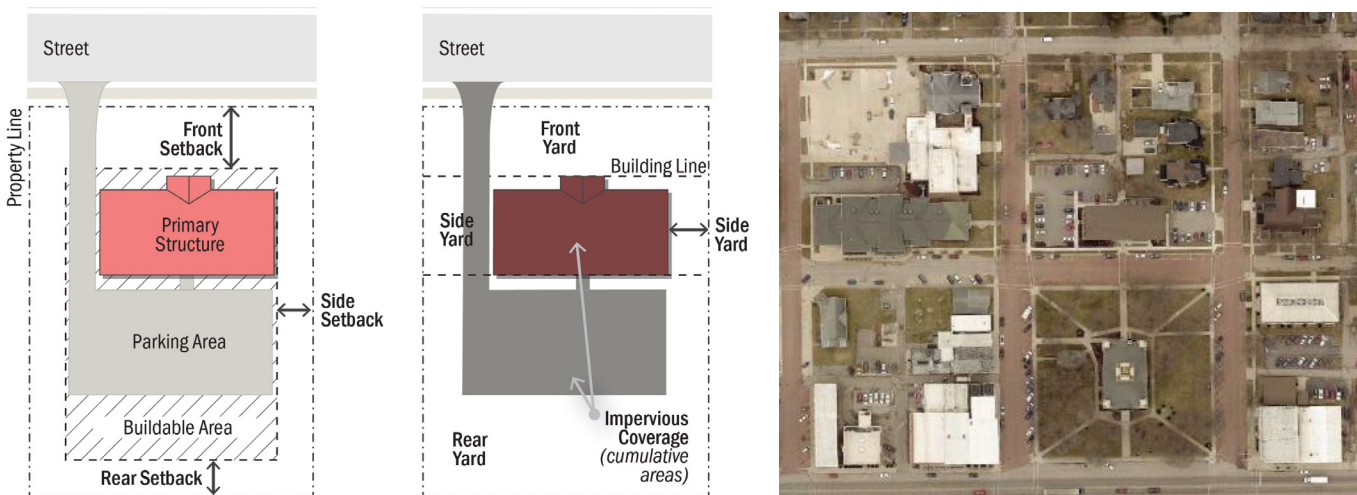 Street
Property Line
Front
Setback
Primary
Structure
Side
Setback
Parking Area
Buildable Area
Rear Setback
Street
Front
Yard
Building Line
Side
Yard
Side
Yard
Impervious
Coverage
(cumulative
areas)
Rear
Yard